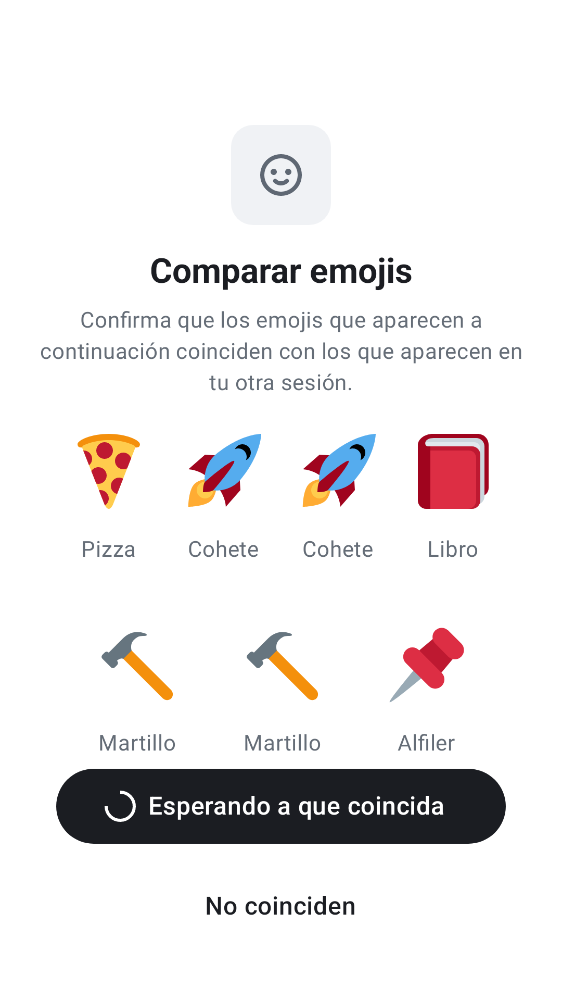 Comparar emojis
Confirma que los emojis que aparecen a
continuación coinciden con los que aparecen en
tu otra sesión.
Pizza Cohete Cohete Libro
Martillo Martillo Alfiler
Esperando a que coincida
No coinciden